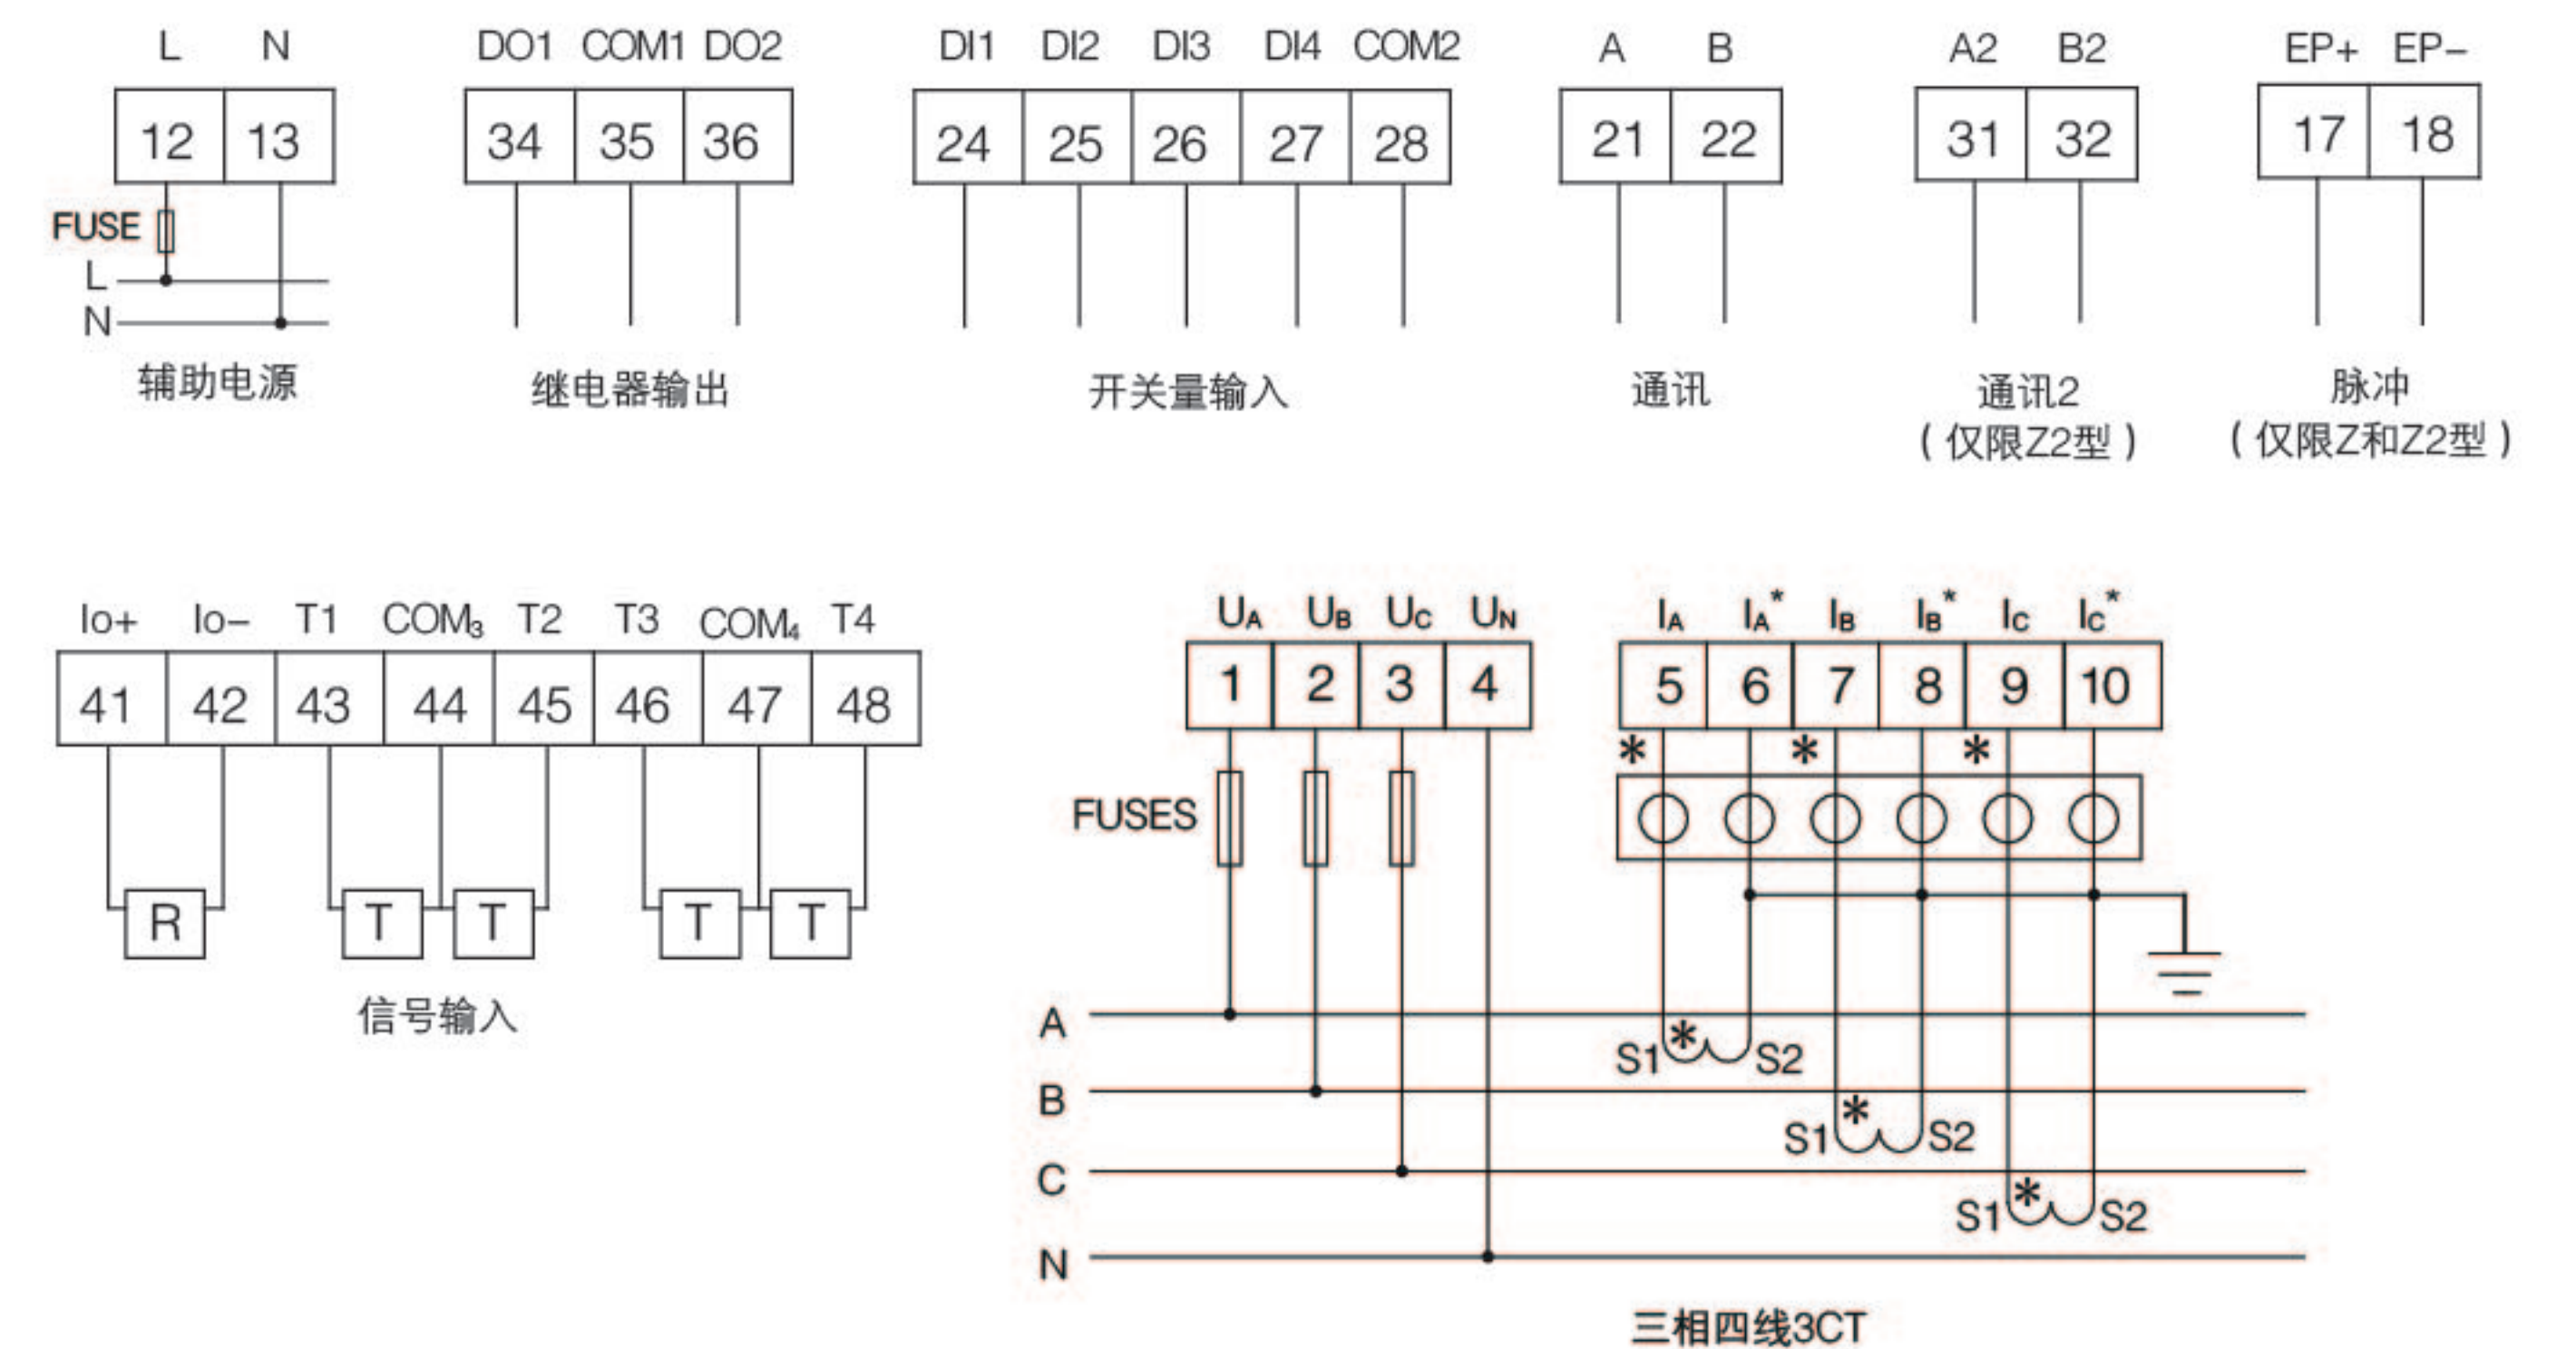 L N
12 13
FUSE
L
N
辅助电源
DO1 COM1 DO2
34 35 36
继电器输出
DI1 DI2 DI3 DI4 COM2
24 25 26 27 28
开关量输入
A B
21 22
通讯
A2 B2
31 32
通讯2
(仅限Z2型)
EP+ EP−
17 18
脉冲
(仅限Z和Z2型)
Io+ Io− T1 COM₃ T2 T3 COM₄ T4
41 42 43 44 45 46 47 48
R T T T T
信号输入
UA UB UC UN
1 2 3 4
FUSES
IA IA* IB IB* IC IC*
5 6 7 8 9 10
* * *
A
S1 * S2
B
S1 * S2
C
S1 * S2
N
三相四线3CT